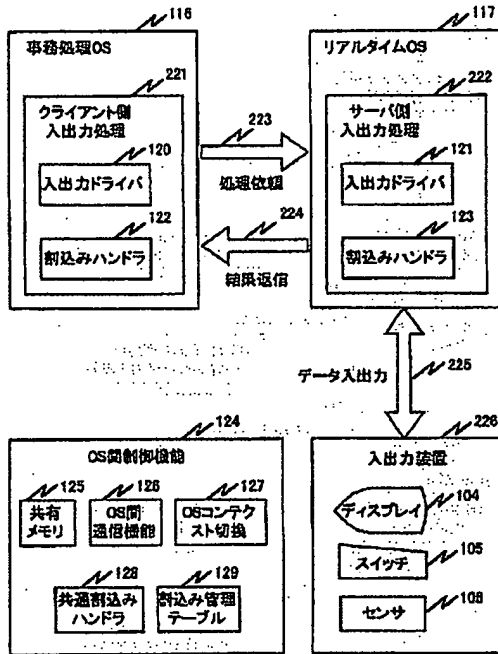 116
事務処理OS
221
クライアント側
入出力処理
120
入出力ドライバ
122
割込みハンドラ
223
処理依頼
224
結果返信
117
リアルタイムOS
222
サーバ側
入出力処理
121
入出力ドライバ
123
割込みハンドラ
データ入出力
225
124
OS間制御機能
125
共有
メモリ
126
OS間
通信機能
127
OSコンテク
スト切換
128
共通割込み
ハンドラ
129
割込み管理
テーブル
226
入出力装置
104
ディスプレイ
105
スイッチ
106
センサ